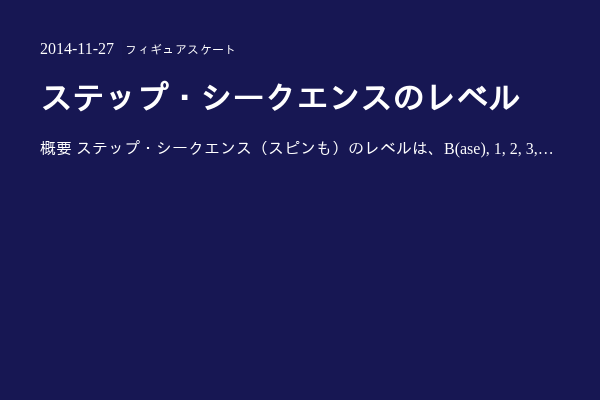 2014-11-27 フィギュアスケート
ステップ・シークエンスのレベル
概要 ステップ・シークエンス（スピンも）のレベルは、B(ase), 1, 2, 3,…